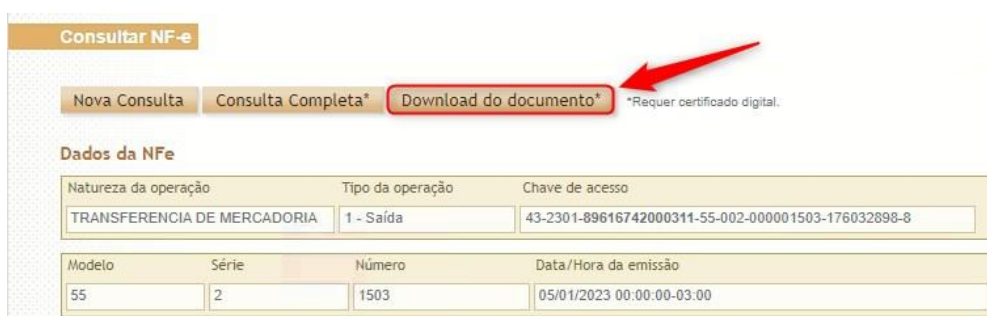 Consultar NF-e
Nova Consulta Consulta Completa* Download do documento* *Requer certificado digital.
Dados da NFe
Natureza da operação Tipo da operação Chave de acesso
TRANSFERENCIA DE MERCADORIA 1 - Saída 43-2301-89616742000311-55-002-000001503-176032898-8
Modelo Série Número Data/Hora da emissão
55 2 1503 05/01/2023 00:00:00-03:00